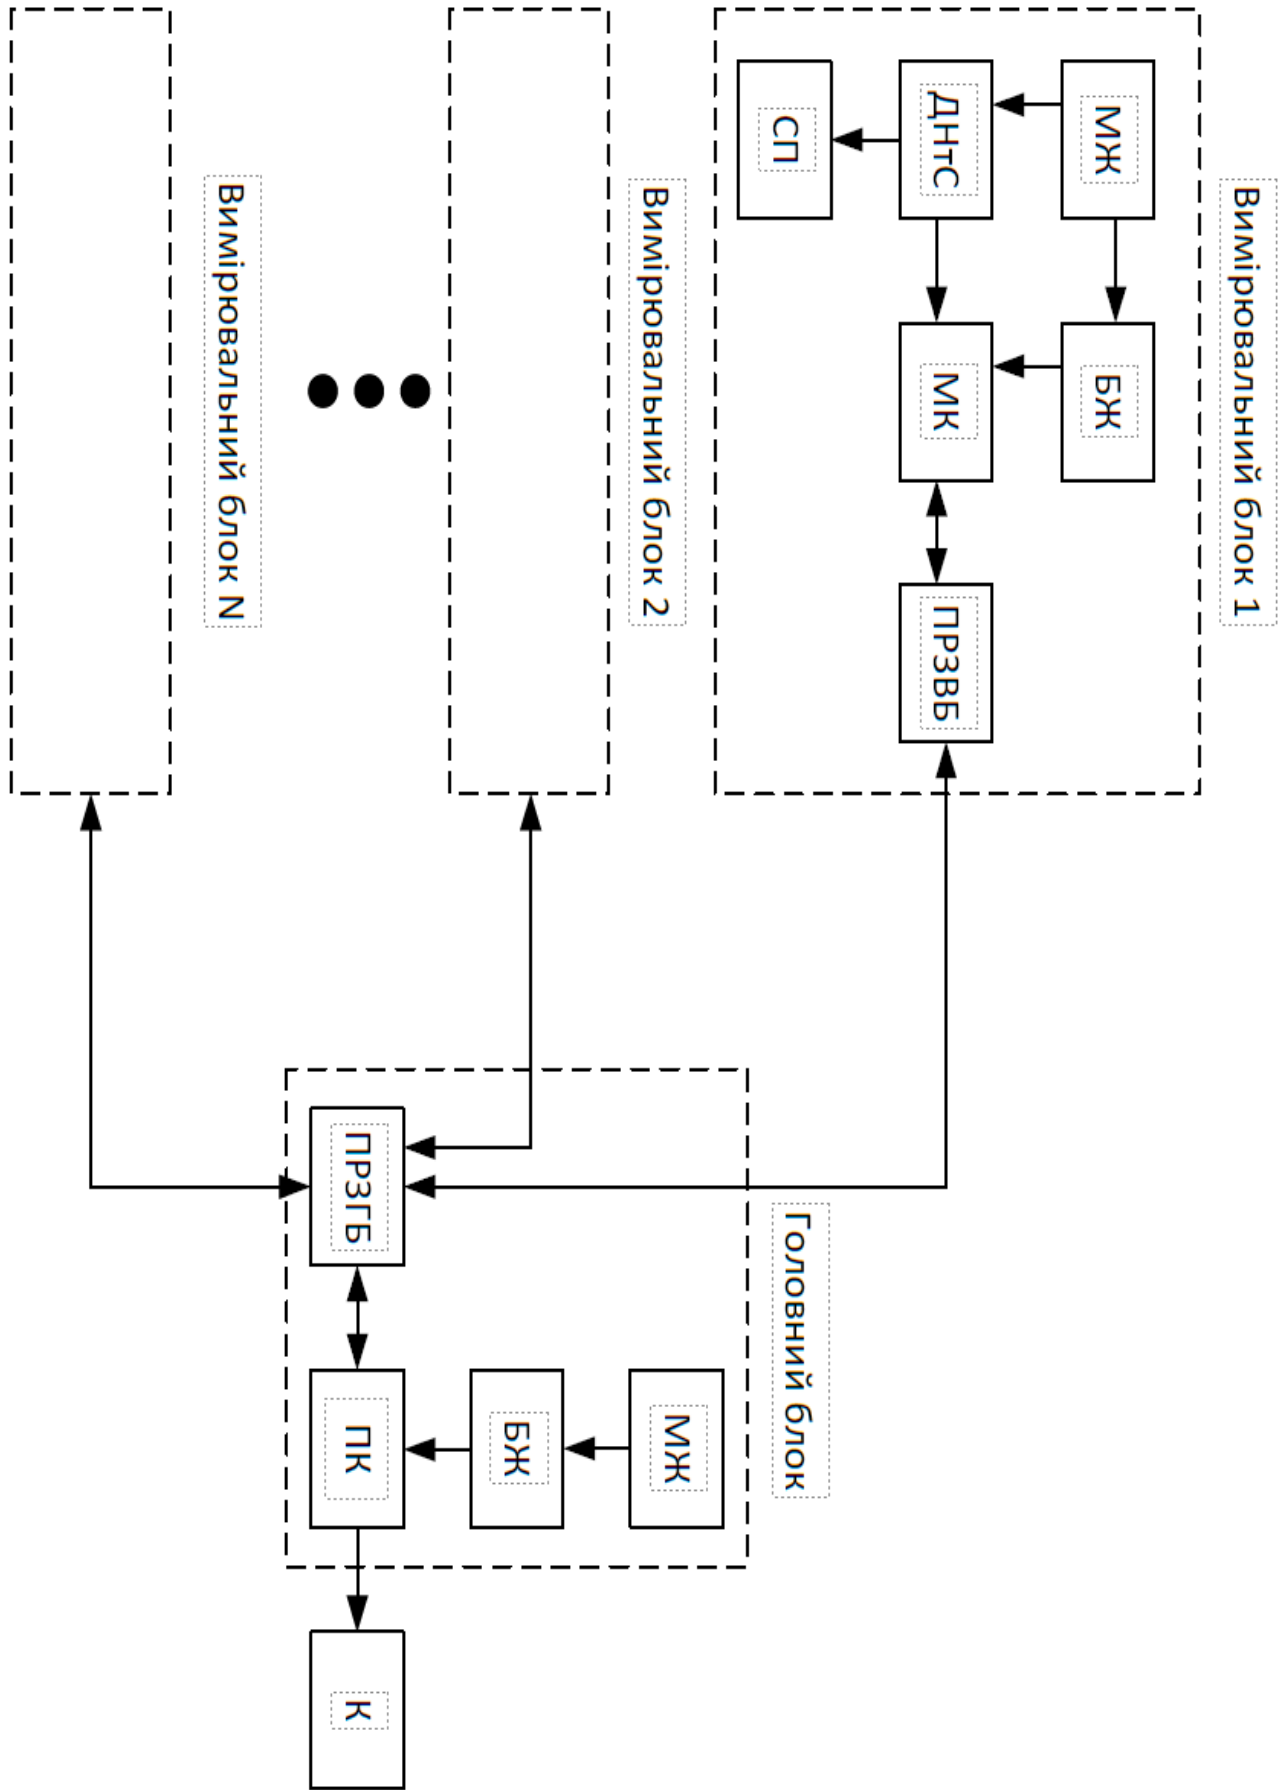 Вимірювальний блок 1
МЖ
БЖ
ДНтС
МК
ПРЗВБ
СП
Вимірювальний блок 2
Вимірювальний блок N
Головний блок
МЖ
БЖ
ПРЗГБ
ПК
К